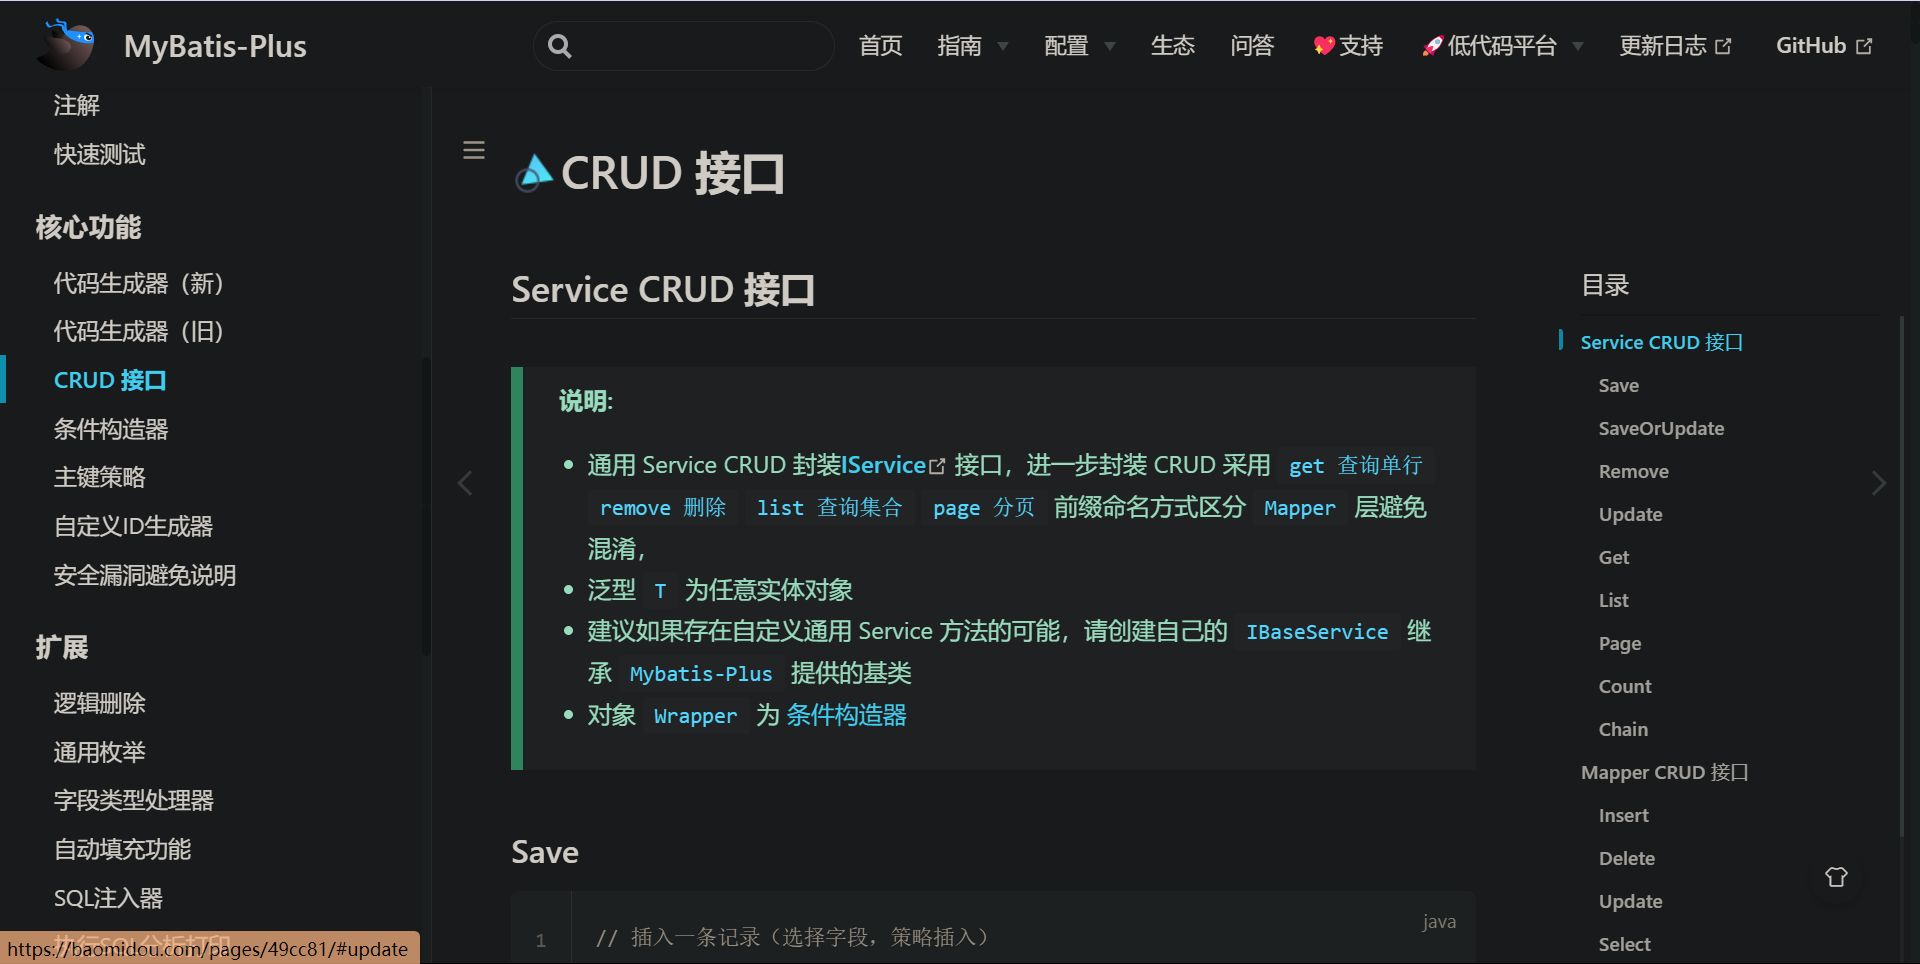 MyBatis-Plus
首页
指南
配置
生态
问答
💖支持
🚀低代码平台
更新日志
GitHub
注解
快速测试
核心功能
代码生成器（新）
代码生成器（旧）
CRUD 接口
条件构造器
主键策略
自定义ID生成器
安全漏洞避免说明
扩展
逻辑删除
通用枚举
字段类型处理器
自动填充功能
SQL注入器
执行SQL分析打印
https://baomidou.com/pages/49cc81/#update
CRUD 接口
Service CRUD 接口
说明:
通用 Service CRUD 封装IService 接口，进一步封装 CRUD 采用 get 查询单行
remove 删除 list 查询集合 page 分页 前缀命名方式区分 Mapper 层避免
混淆，
泛型 T 为任意实体对象
建议如果存在自定义通用 Service 方法的可能，请创建自己的 IBaseService 继
承 Mybatis-Plus 提供的基类
对象 Wrapper 为 条件构造器
Save
java
1 // 插入一条记录（选择字段，策略插入）
目录
Service CRUD 接口
Save
SaveOrUpdate
Remove
Update
Get
List
Page
Count
Chain
Mapper CRUD 接口
Insert
Delete
Update
Select